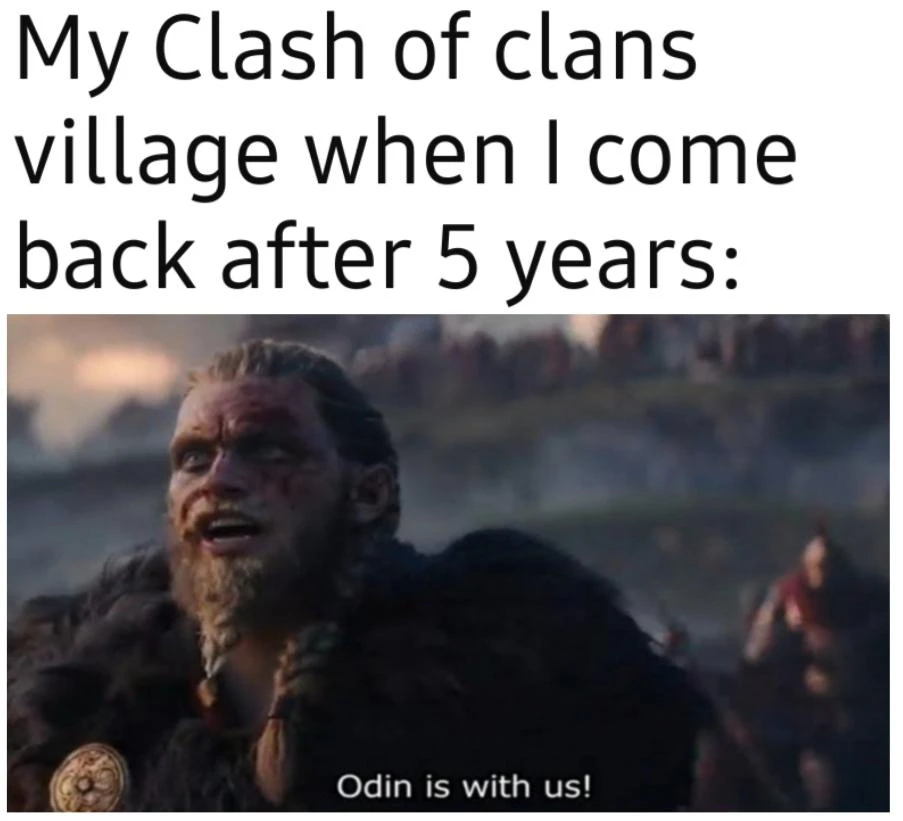 My Clash of clans
village when I come
back after 5 years:
Odin is with us!